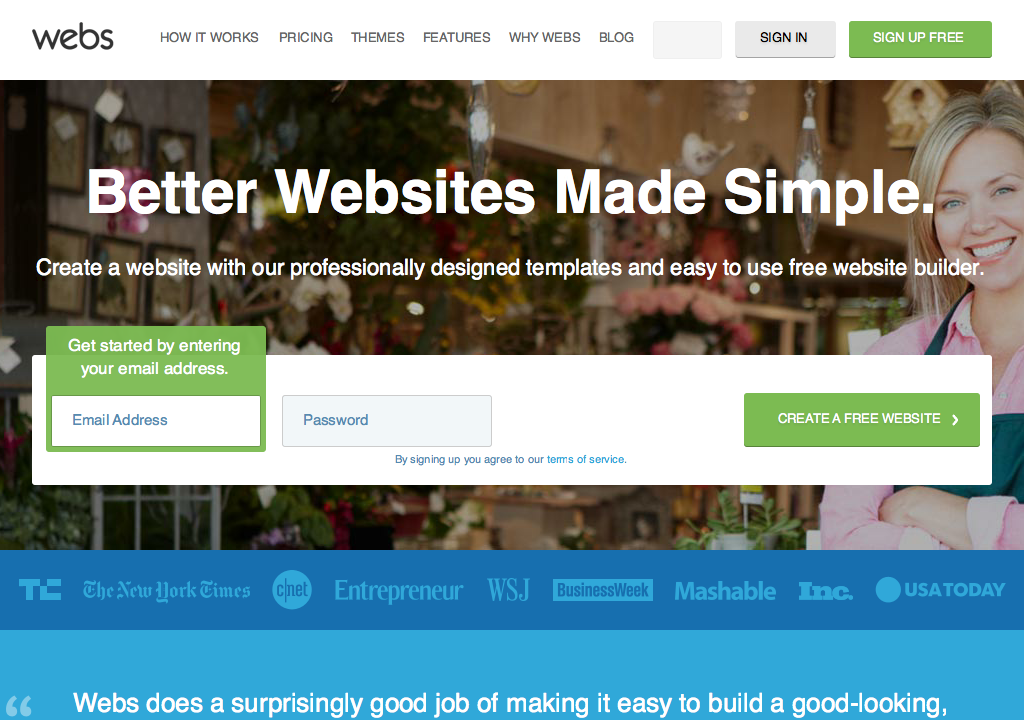 webs
HOW IT WORKS
PRICING
THEMES
FEATURES
WHY WEBS
BLOG
SIGN IN
SIGN UP FREE
Better Websites Made Simple.
Create a website with our professionally designed templates and easy to use free website builder.
Get started by entering
your email address.
Email Address
Password
CREATE A FREE WEBSITE
By signing up you agree to our terms of service.
TC
The New York Times
c|net
Entrepreneur
WSJ
BusinessWeek
Mashable
Inc.
USA TODAY
“ Webs does a surprisingly good job of making it easy to build a good-looking,